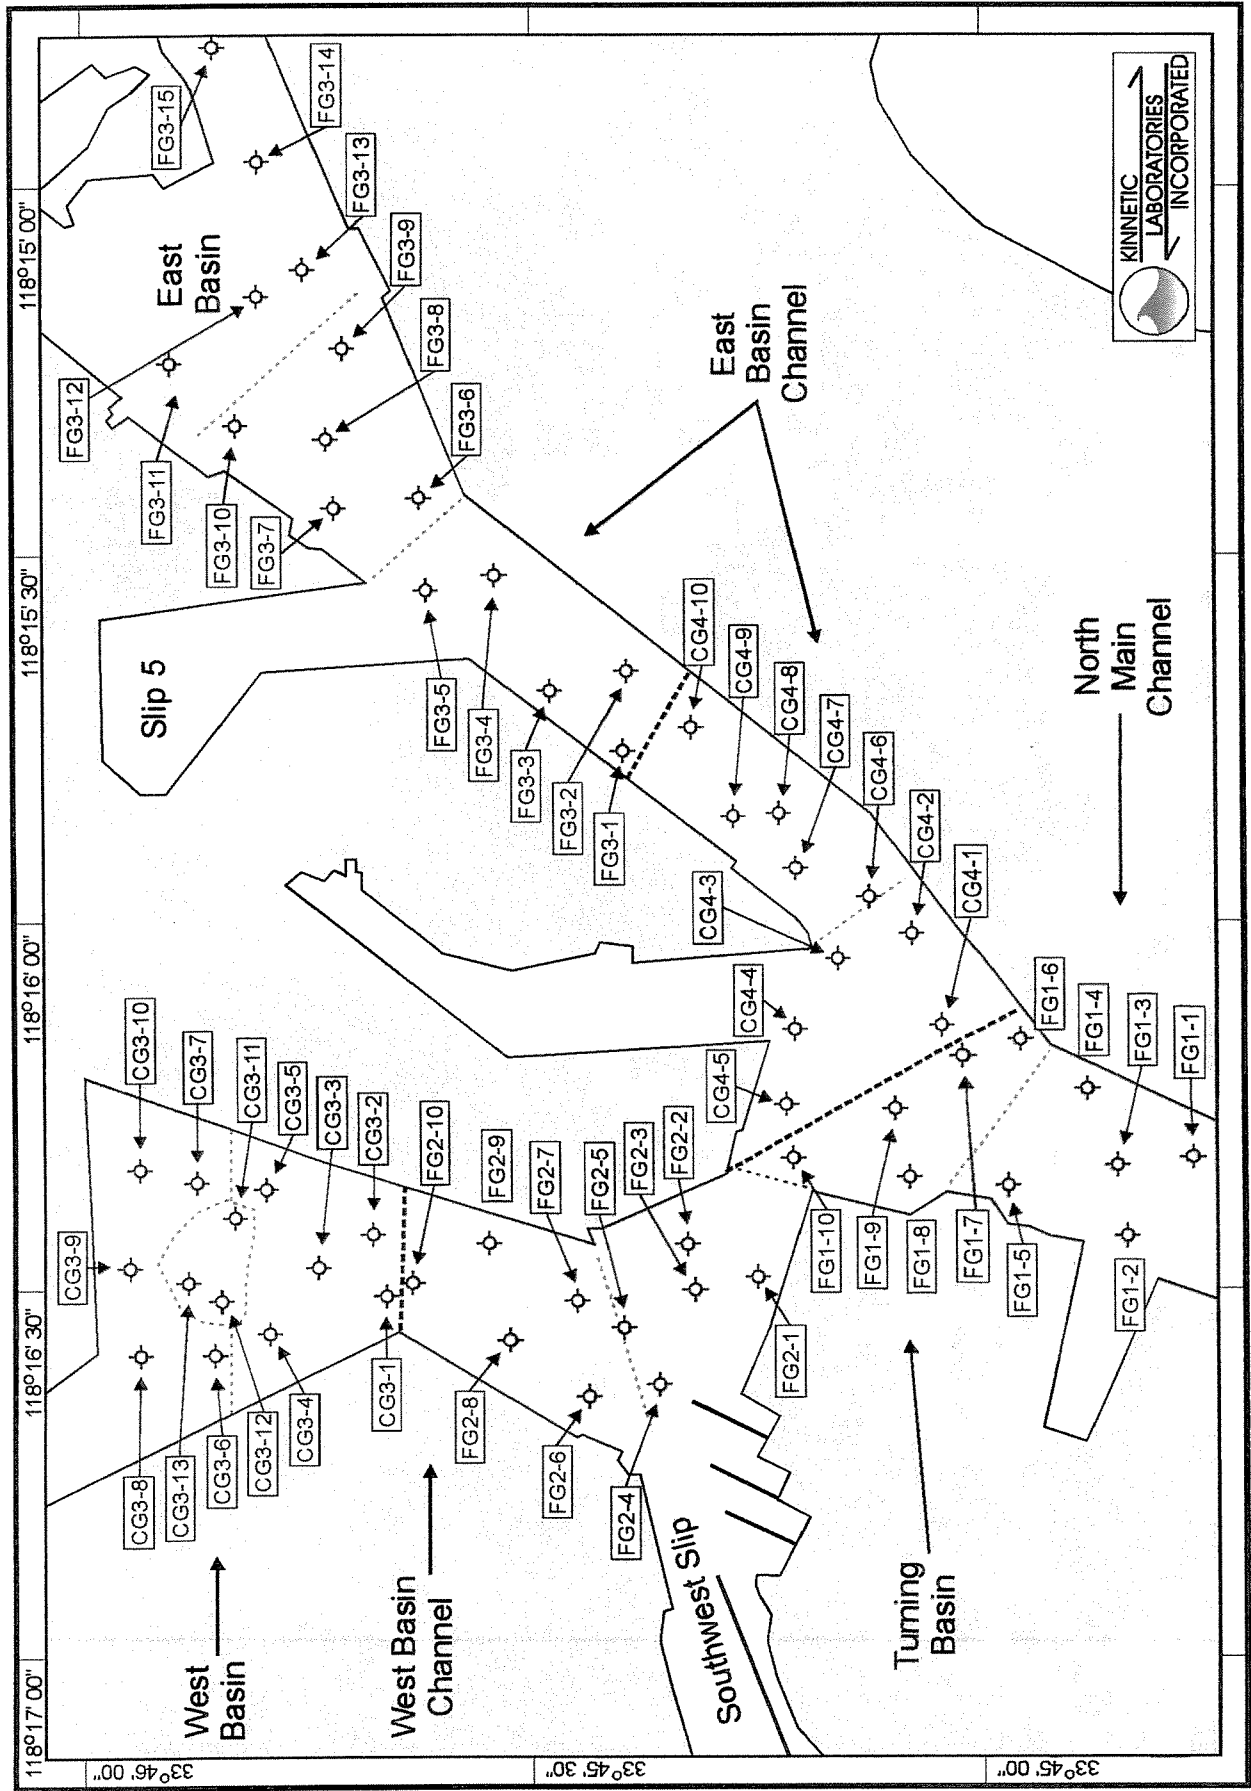 118° 17' 00"
118° 16' 30"
118° 16' 00"
118° 15' 30"
118° 15' 00"
33° 46' 00"
33° 45' 30"
33° 45' 00"
West
Basin
CG3-8
CG3-13
CG3-6
CG3-12
CG3-4
CG3-9
CG3-10
CG3-7
CG3-11
CG3-5
CG3-3
CG3-2
CG3-1
West Basin
Channel
FG2-10
FG2-9
FG2-7
FG2-5
FG2-3
FG2-2
FG2-8
FG2-6
FG2-4
FG2-1
Southwest Slip
Turning
Basin
FG1-10
FG1-9
FG1-8
FG1-7
FG1-5
FG1-2
FG1-6
FG1-4
FG1-3
FG1-1
North
Main
Channel
CG4-5
CG4-4
CG4-3
CG4-1
CG4-2
CG4-6
CG4-7
CG4-8
CG4-9
CG4-10
East
Basin
Channel
Slip 5
FG3-5
FG3-4
FG3-3
FG3-2
FG3-1
FG3-12
FG3-11
FG3-10
FG3-7
FG3-6
FG3-8
FG3-9
FG3-13
FG3-14
FG3-15
East
Basin
KINNETIC
LABORATORIES
INCORPORATED